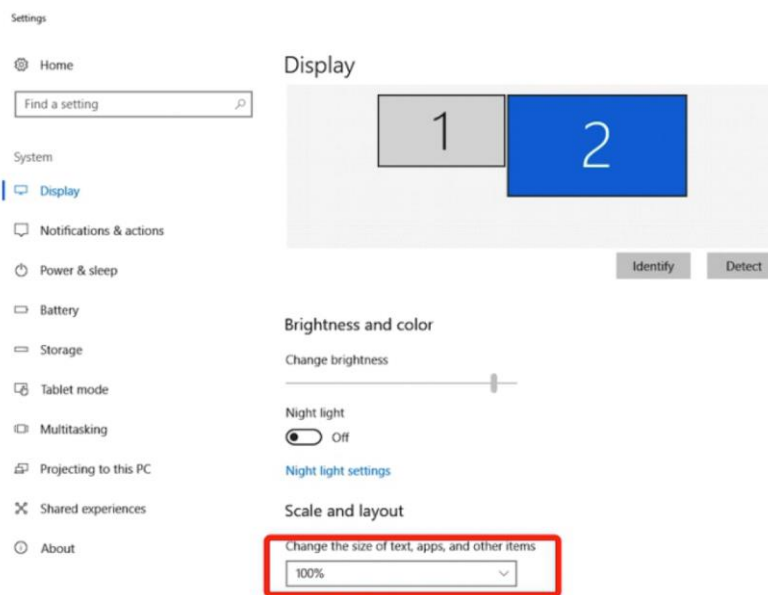 Settings
Home
Find a setting
System
Display
Notifications & actions
Power & sleep
Battery
Storage
Tablet mode
Multitasking
Projecting to this PC
Shared experiences
About
Display
1
2
Identify
Detect
Brightness and color
Change brightness
Night light
Off
Night light settings
Scale and layout
Change the size of text, apps, and other items
100%